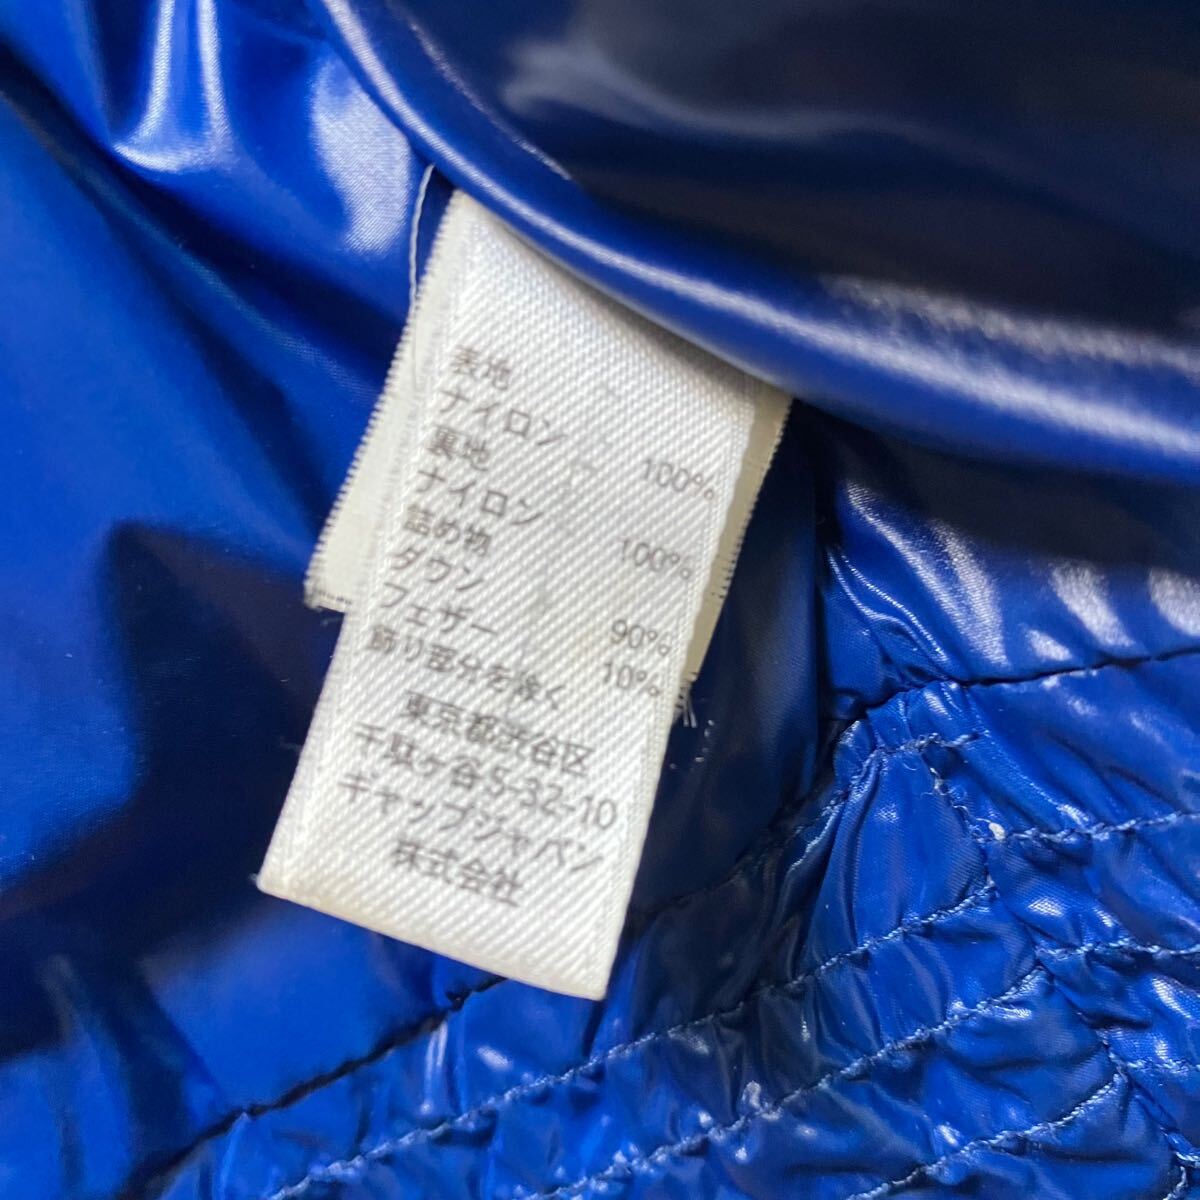 表地
ナイロン 100%
裏地
ナイロン 100%
詰め物
ダウン 90%
フェザー 10%
飾り部分を除く
東京都渋谷区
千駄ケ谷5-32-10
ギャップジャパン
株式会社